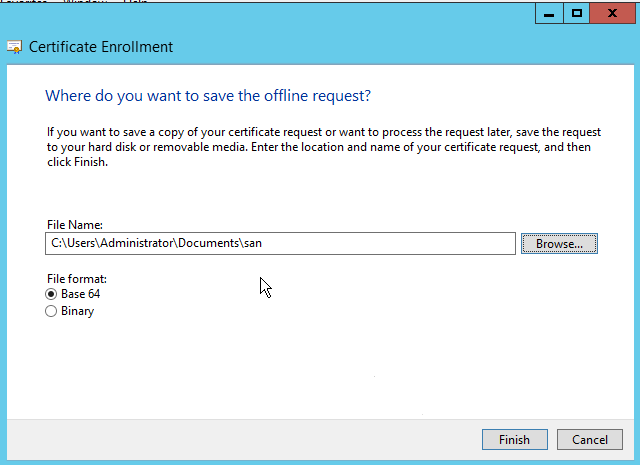 Certificate Enrollment
Where do you want to save the offline request?
If you want to save a copy of your certificate request or want to process the request later, save the request
to your hard disk or removable media. Enter the location and name of your certificate request, and then
click Finish.
File Name:
C:\Users\Administrator\Documents\san
Browse...
File format:
Base 64
Binary
Finish
Cancel